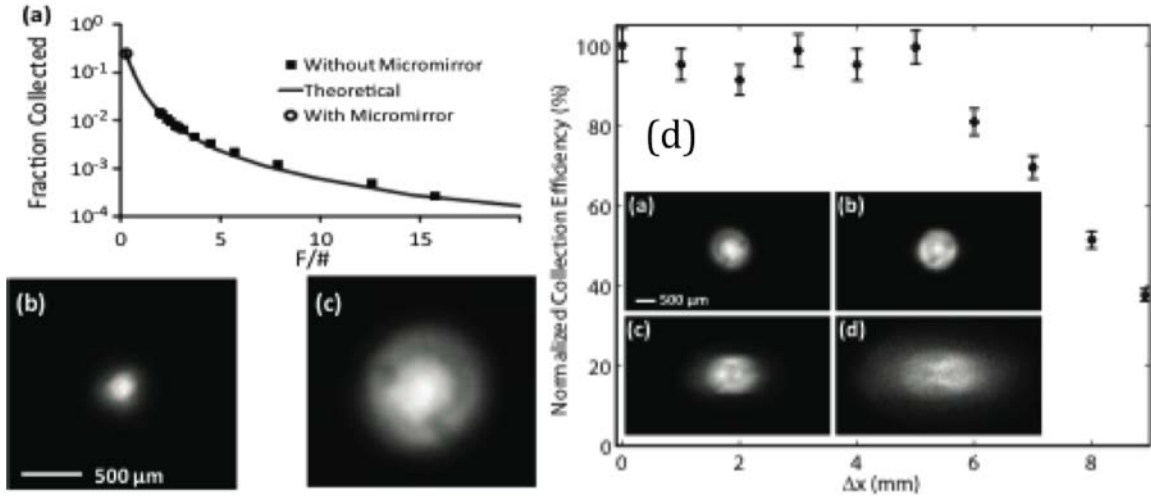 (a)
Fraction Collected
10⁰
10⁻¹
10⁻²
10⁻³
10⁻⁴
0
5
10
15
F/#
Without Micromirror
Theoretical
With Micromirror
(b)
500 μm
(c)
Normalized Collection Efficiency (%)
100
80
60
40
20
0
(d)
(a)
500 μm
(b)
(c)
(d)
0
2
4
6
8
Δx (mm)